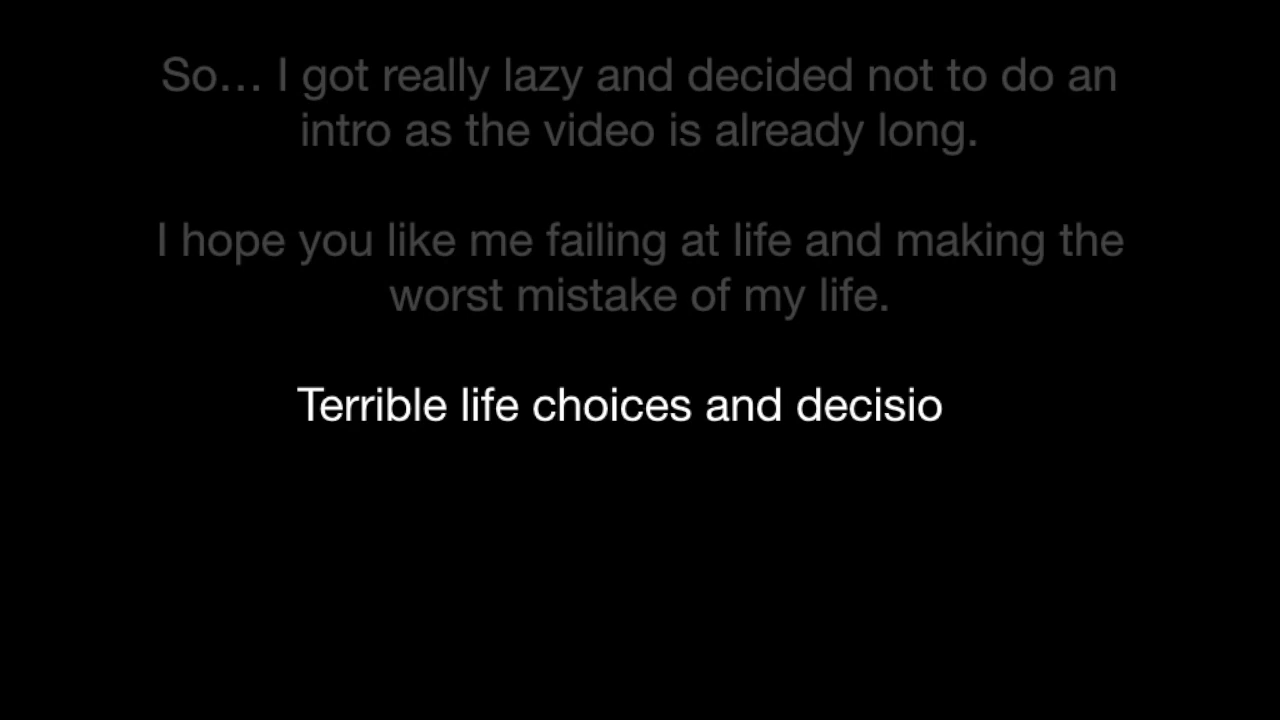 So… I got really lazy and decided not to do an
intro as the video is already long.
I hope you like me failing at life and making the
worst mistake of my life.
Terrible life choices and decisio